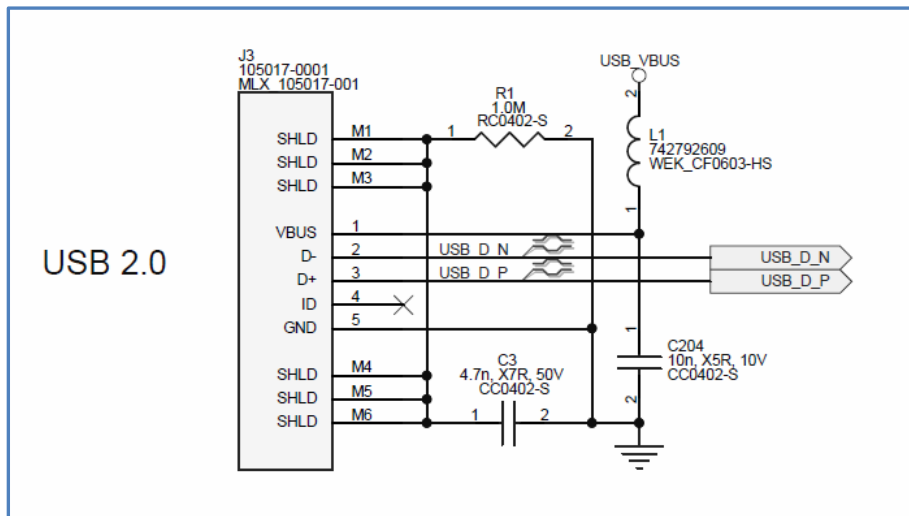 J3
105017-0001
MLX_105017-001
USB_VBUS
R1
1.0M
RC0402-S
2
L1
742792609
WEK_CF0603-HS
1
SHLD M1 1 2
SHLD M2
SHLD M3
VBUS 1
USB 2.0
D- 2 USB_D_N USB_D_N
D+ 3 USB_D_P USB_D_P
ID 4
GND 5
1
C204
10n, X5R, 10V
CC0402-S
2
C3
4.7n, X7R, 50V
CC0402-S
SHLD M4
SHLD M5
SHLD M6 1 2